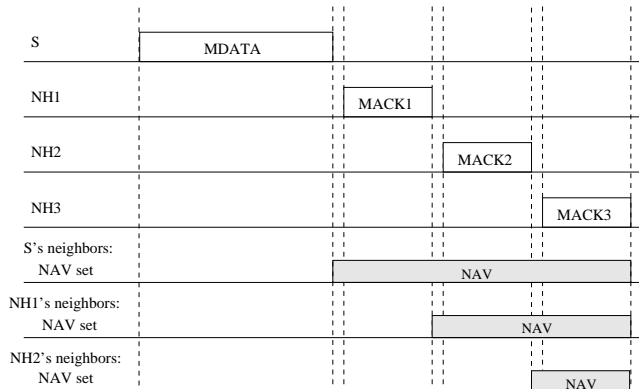 S
MDATA
NH1
MACK1
NH2
MACK2
NH3
MACK3
S's neighbors:
NAV set
NAV
NH1's neighbors:
NAV set
NAV
NH2's neighbors:
NAV set
NAV